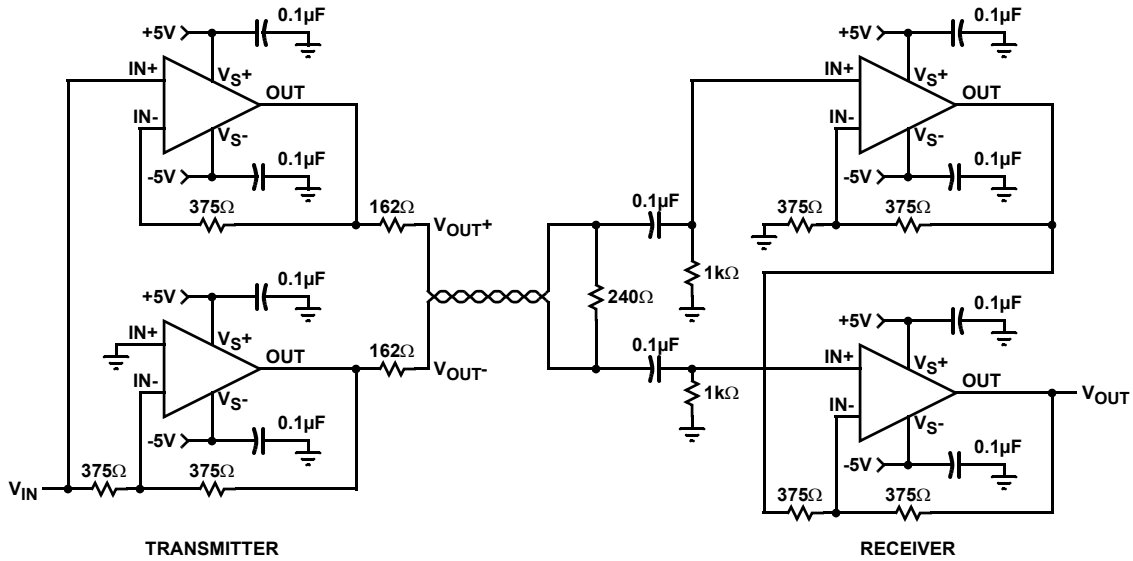 0.1µF
+5V
IN+
VS+
OUT
IN-
VS-
-5V
0.1µF
375Ω
162Ω
VOUT+
0.1µF
+5V
IN+
VS+
OUT
IN-
VS-
162Ω
VOUT-
-5V
0.1µF
375Ω
375Ω
VIN
TRANSMITTER
240Ω
0.1µF
1kΩ
0.1µF
1kΩ
0.1µF
+5V
IN+
VS+
OUT
IN-
VS-
-5V
0.1µF
375Ω
375Ω
0.1µF
+5V
IN+
VS+
OUT
IN-
VS-
VOUT
-5V
0.1µF
375Ω
375Ω
RECEIVER